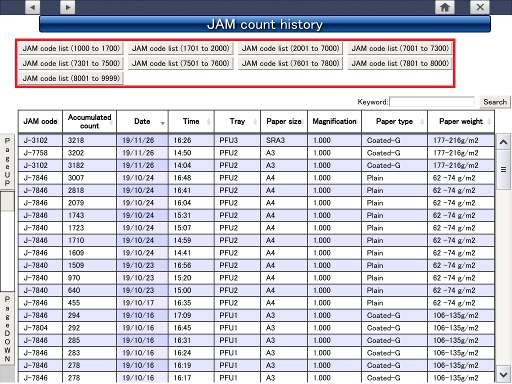 JAM count history
JAM code list (1000 to 1700) JAM code list (1701 to 2000) JAM code list (2001 to 7000) JAM code list (7001 to 7300)
JAM code list (7301 to 7500) JAM code list (7501 to 7600) JAM code list (7601 to 7800) JAM code list (7801 to 8000)
JAM code list (8001 to 9999)
Keyword: Search
JAM code Accumulated count Date Time Tray Paper size Magnification Paper type Paper weight
J-3102 3218 19/11/26 16:26 PFU3 SRA3 1.000 Coated-G 177-216g/m2
J-7758 3202 19/11/26 14:50 PFU2 A3 1.000 Coated-G 177-216g/m2
J-3102 3182 19/11/26 14:04 PFU2 A3 1.000 Coated-G 177-216g/m2
J-7846 3007 19/10/24 16:48 PFU2 A4 1.000 Plain 62 -74 g/m2
J-7846 2818 19/10/24 16:41 PFU2 A4 1.000 Plain 62 -74 g/m2
J-7846 2079 19/10/24 16:04 PFU2 A4 1.000 Plain 62 -74 g/m2
J-7846 1743 19/10/24 15:31 PFU2 A4 1.000 Plain 62 -74 g/m2
J-7840 1723 19/10/24 15:07 PFU2 A4 1.000 Plain 62 -74 g/m2
J-7846 1710 19/10/24 14:59 PFU2 A4 1.000 Plain 62 -74 g/m2
J-7846 1609 19/10/24 14:41 PFU2 A4 1.000 Plain 62 -74 g/m2
J-7840 1509 19/10/23 16:56 PFU2 A4 1.000 Plain 62 -74 g/m2
J-7840 970 19/10/23 15:20 PFU2 A4 1.000 Plain 62 -74 g/m2
J-7840 640 19/10/23 15:00 PFU2 A4 1.000 Plain 62 -74 g/m2
J-7846 455 19/10/17 16:35 PFU2 A4 1.000 Plain 62 -74 g/m2
J-7846 294 19/10/16 17:09 PFU1 A3 1.000 Coated-G 106-135g/m2
J-7804 292 19/10/16 16:45 PFU1 A3 1.000 Coated-G 106-135g/m2
J-7846 285 19/10/16 16:31 PFU1 A3 1.000 Coated-G 106-135g/m2
J-7846 283 19/10/16 16:24 PFU1 A3 1.000 Coated-G 106-135g/m2
J-7846 278 19/10/16 16:19 PFU1 A3 1.000 Coated-G 106-135g/m2
J-7846 278 19/10/16 16:17 PFU1 A3 1.000 Coated-G 106-135g/m2
PageUP
PageDOWN